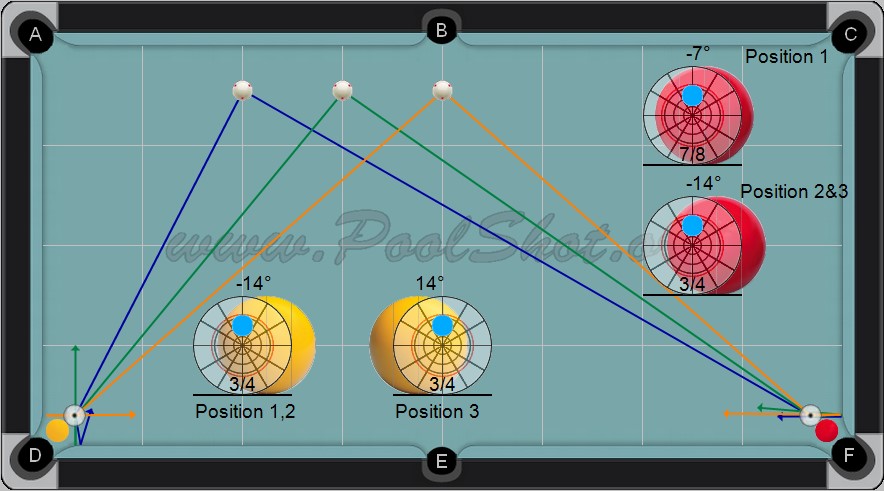 A
B
C
-7°
Position 1
7/8
-14°
Position 2&3
3/4
www.PoolShot.o
-14°
14°
3/4
3/4
Position 1,2
Position 3
D
E
F